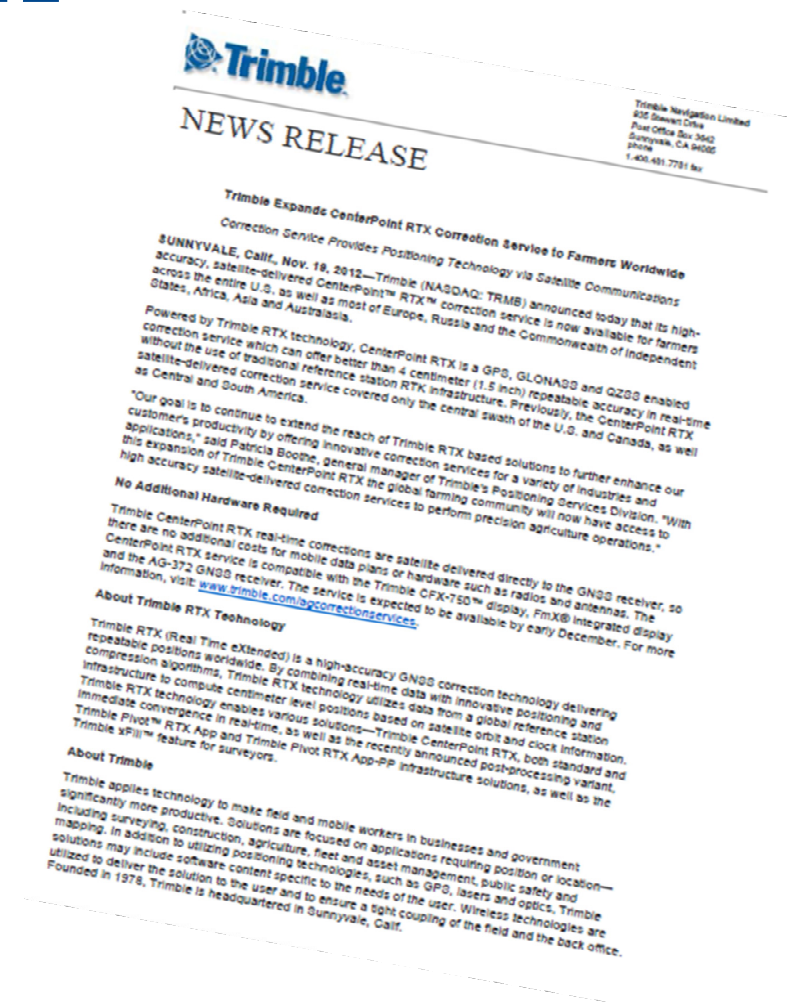 Trimble
Trimble Navigation Limited
935 Stewart Drive
Post Office Box 3642
Sunnyvale, CA 94085
phone
1.408.481.7781 fax
NEWS RELEASE
Trimble Expands CenterPoint RTX Correction Service to Farmers Worldwide
Correction Service Provides Positioning Technology via Satellite Communications
SUNNYVALE, Calif., Nov. 19, 2012—Trimble (NASDAQ: TRMB) announced today that its high-
accuracy, satellite-delivered CenterPoint™ RTX™ correction service is now available for farmers
across the entire U.S. as well as most of Europe, Russia and the Commonwealth of Independent
States, Africa, Asia and Australasia.
Powered by Trimble RTX technology, CenterPoint RTX is a GPS, GLONASS and QZSS enabled
correction service which can offer better than 4 centimeter (1.5 inch) repeatable accuracy in real-time
without the use of traditional reference station RTK infrastructure. Previously, the CenterPoint RTX
satellite-delivered correction service covered only the central swath of the U.S. and Canada, as well
as Central and South America.
"Our goal is to continue to extend the reach of Trimble RTX based solutions to further enhance our
customer's productivity by offering innovative correction services for a variety of industries and
applications," said Patricia Boothe, general manager of Trimble's Positioning Services Division. "With
this expansion of Trimble CenterPoint RTX the global farming community will now have access to
high accuracy satellite-delivered correction services to perform precision agriculture operations."
No Additional Hardware Required
Trimble CenterPoint RTX real-time corrections are satellite delivered directly to the GNSS receiver, so
there are no additional costs for mobile data plans or hardware such as radios and antennas. The
CenterPoint RTX service is compatible with the Trimble CFX-750™ display, FmX® integrated display
and the AG-372 GNSS receiver. The service is expected to be available by early December. For more
information, visit: www.trimble.com/agcorrectionservices.
About Trimble RTX Technology
Trimble RTX (Real Time eXtended) is a high-accuracy GNSS correction technology delivering
repeatable positions worldwide. By combining real-time data with innovative positioning and
compression algorithms, Trimble RTX technology utilizes data from a global reference station
infrastructure to compute centimeter level positions based on satellite orbit and clock information.
Trimble RTX technology enables various solutions—Trimble CenterPoint RTX, both standard and
immediate convergence in real-time, as well as the recently announced post-processing variant,
Trimble Pivot™ RTX App and Trimble Pivot RTX App-PP infrastructure solutions, as well as the
Trimble xFill™ feature for surveyors.
About Trimble
Trimble applies technology to make field and mobile workers in businesses and government
significantly more productive. Solutions are focused on applications requiring position or location—
including surveying, construction, agriculture, fleet and asset management, public safety and
mapping. In addition to utilizing positioning technologies, such as GPS, lasers and optics, Trimble
solutions may include software content specific to the needs of the user. Wireless technologies are
utilized to deliver the solution to the user and to ensure a tight coupling of the field and the back office.
Founded in 1978, Trimble is headquartered in Sunnyvale, Calif.